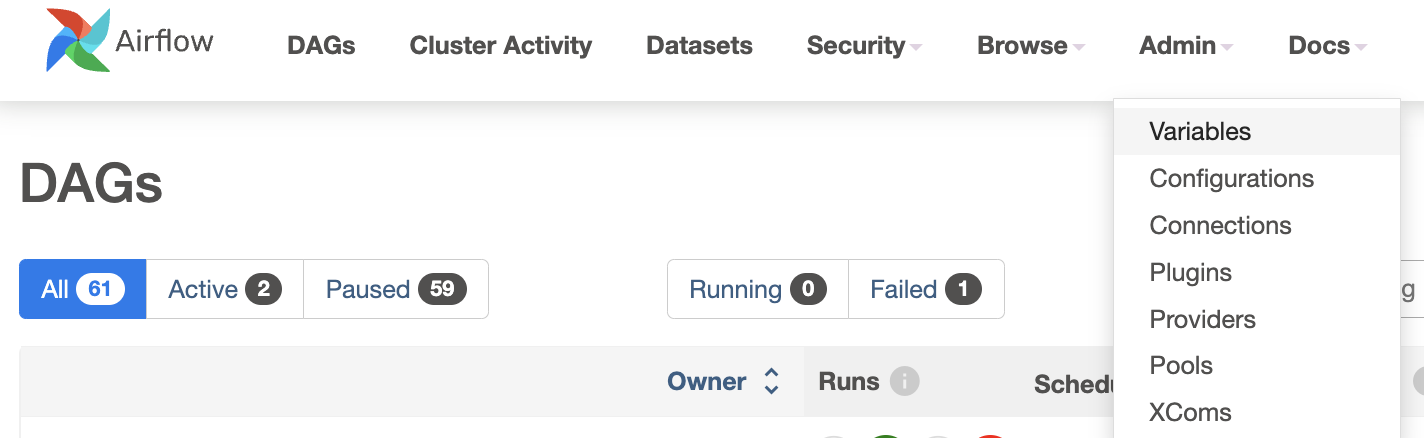 Airflow DAGs Cluster Activity Datasets Security Browse Admin Docs
Variables
DAGs
Configurations
Connections
All 61 Active 2 Paused 59 Running 0 Failed 1
Plugins
Providers
Pools
Owner Runs i
XComs